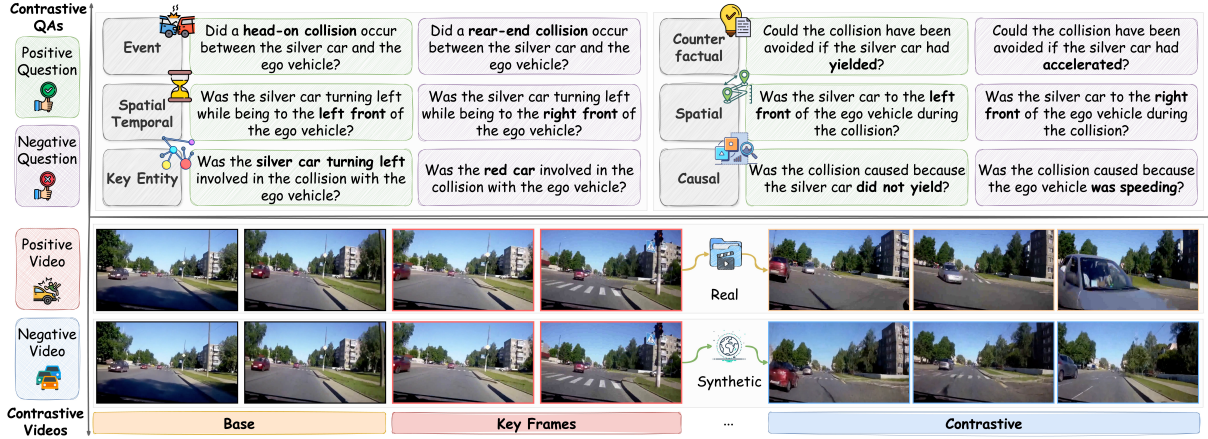 Contrastive
QAs
Positive
Question
Negative
Question
Event
Did a head-on collision occur
between the silver car and the
ego vehicle?
Did a rear-end collision occur
between the silver car and the
ego vehicle?
Spatial
Temporal
Was the silver car turning left
while being to the left front of
the ego vehicle?
Was the silver car turning left
while being to the right front of
the ego vehicle?
Key Entity
Was the silver car turning left
involved in the collision with the
ego vehicle?
Was the red car involved in the
collision with the ego vehicle?
Counter
factual
Could the collision have been
avoided if the silver car had
yielded?
Could the collision have been
avoided if the silver car had
accelerated?
Spatial
Was the silver car to the left
front of the ego vehicle during
the collision?
Was the silver car to the right
front of the ego vehicle during
the collision?
Causal
Was the collision caused because
the silver car did not yield?
Was the collision caused because
the ego vehicle was speeding?
Positive
Video
Real
Negative
Video
Synthetic
Contrastive
Videos
Base
Key Frames
...
Contrastive